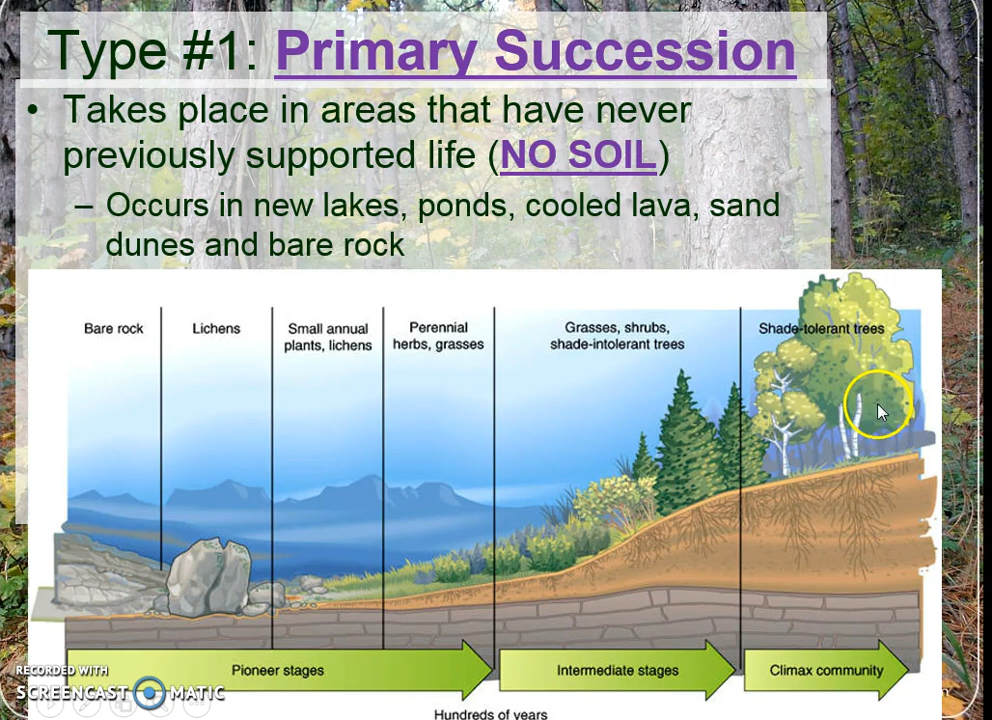 Type #1: Primary Succession
• Takes place in areas that have never
previously supported life (NO SOIL)
– Occurs in new lakes, ponds, cooled lava, sand
dunes and bare rock
Bare rock
Lichens
Small annual
plants, lichens
Perennial
herbs, grasses
Grasses, shrubs,
shade-intolerant trees
Shade-tolerant trees
Pioneer stages
Intermediate stages
Climax community
Hundreds of years
RECORDED WITH
SCREENCAST MATIC